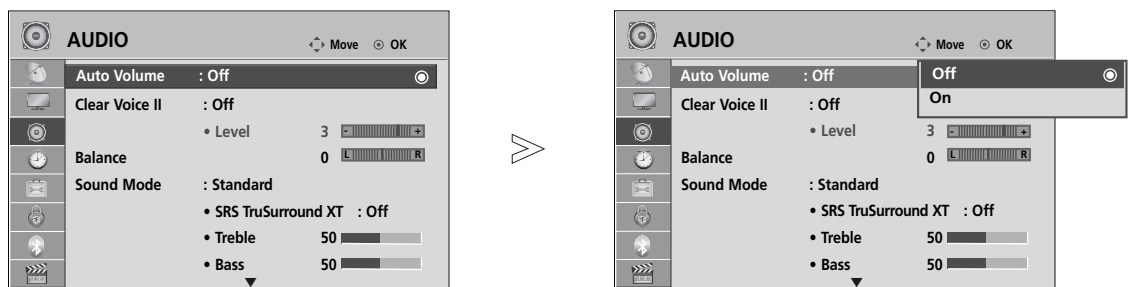 AUDIO
Move OK
Auto Volume : Off
Clear Voice II : Off
• Level 3 - +
Balance 0 L R
Sound Mode : Standard
• SRS TruSurround XT : Off
• Treble 50
• Bass 50
AUDIO
Move OK
Auto Volume : Off
Off
On
Clear Voice II : Off
• Level 3 - +
Balance 0 L R
Sound Mode : Standard
• SRS TruSurround XT : Off
• Treble 50
• Bass 50